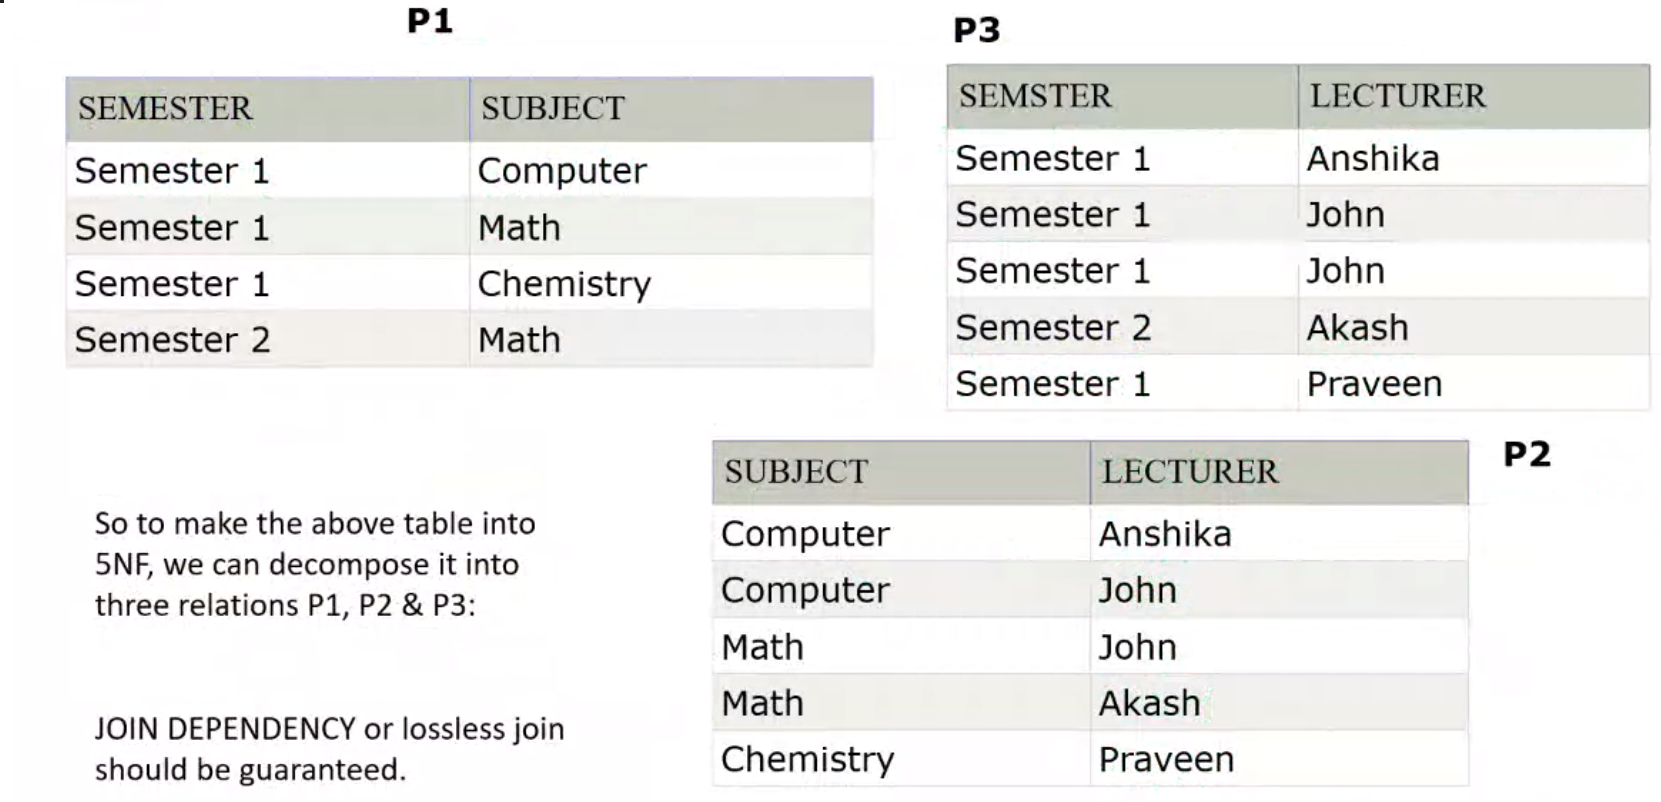 P1
SEMESTER SUBJECT
Semester 1 Computer
Semester 1 Math
Semester 1 Chemistry
Semester 2 Math
P3
SEMSTER LECTURER
Semester 1 Anshika
Semester 1 John
Semester 1 John
Semester 2 Akash
Semester 1 Praveen
P2
SUBJECT LECTURER
Computer Anshika
Computer John
Math John
Math Akash
Chemistry Praveen
So to make the above table into
5NF, we can decompose it into
three relations P1, P2 & P3:
JOIN DEPENDENCY or lossless join
should be guaranteed.